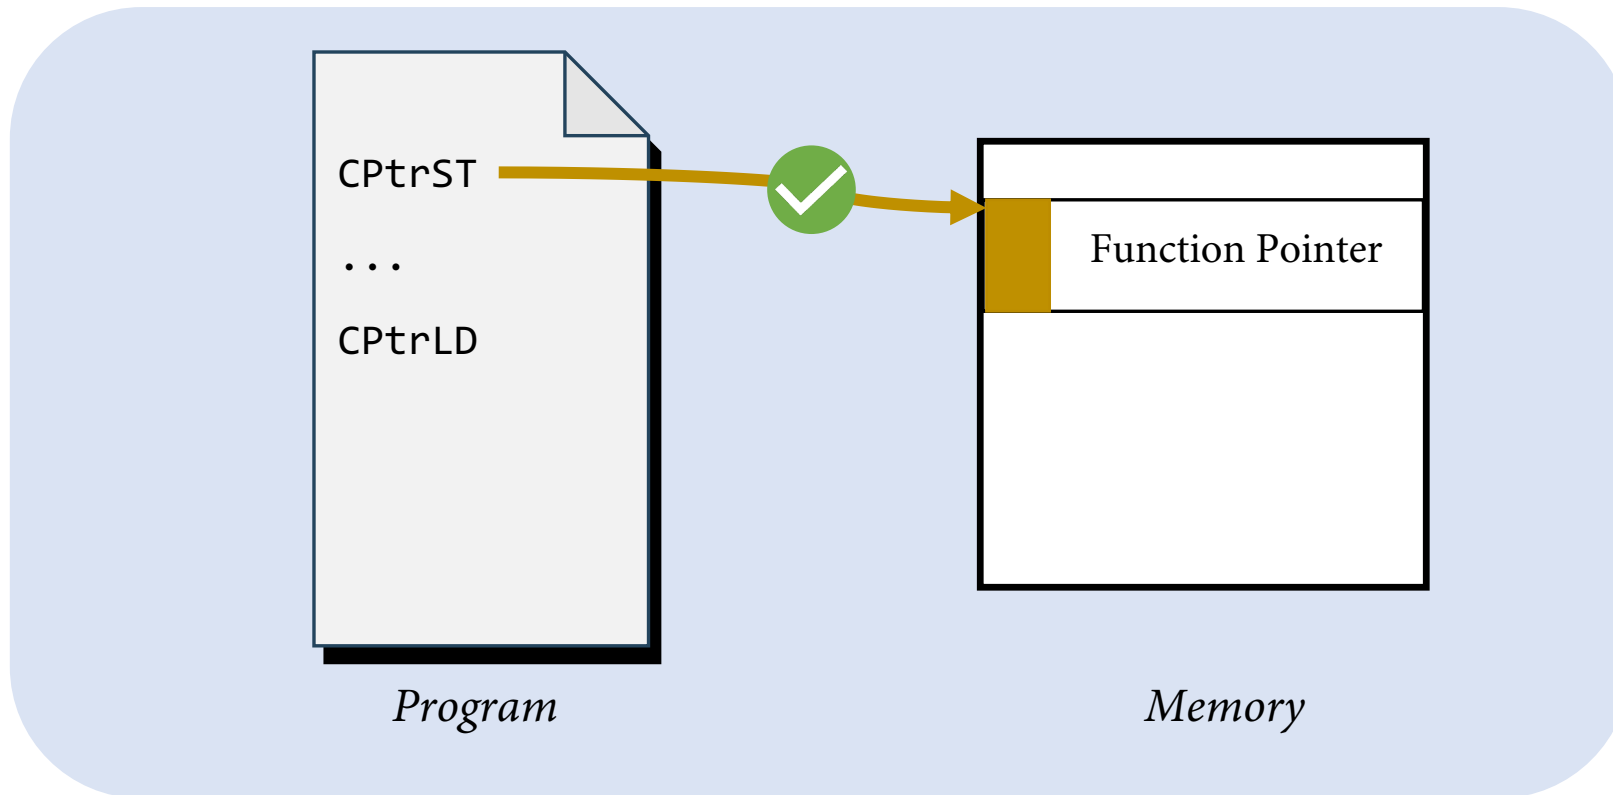 CPtrST
...
CPtrLD
Function Pointer
Program
Memory